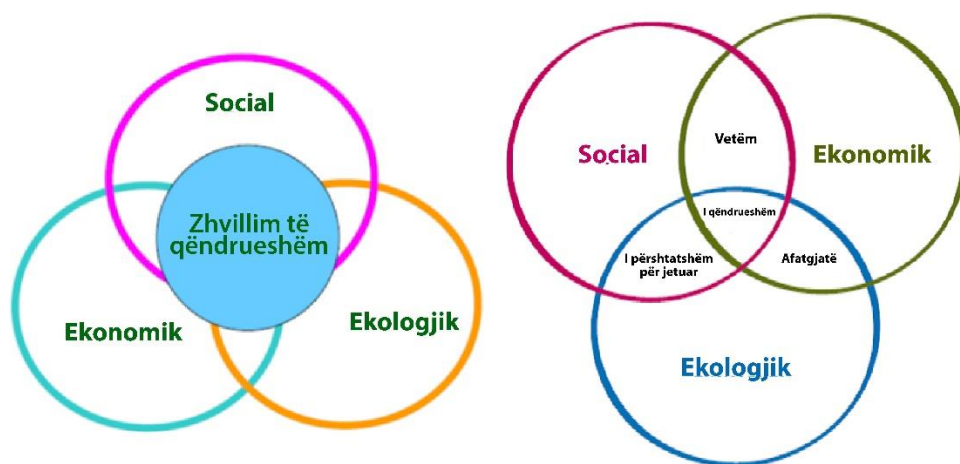 Social
Zhvillim të
qëndrueshëm
Ekonomik
Ekologjik
Social
Vetëm
Ekonomik
I qëndrueshëm
I përshtatshëm
për jetuar
Afatgjatë
Ekologjik